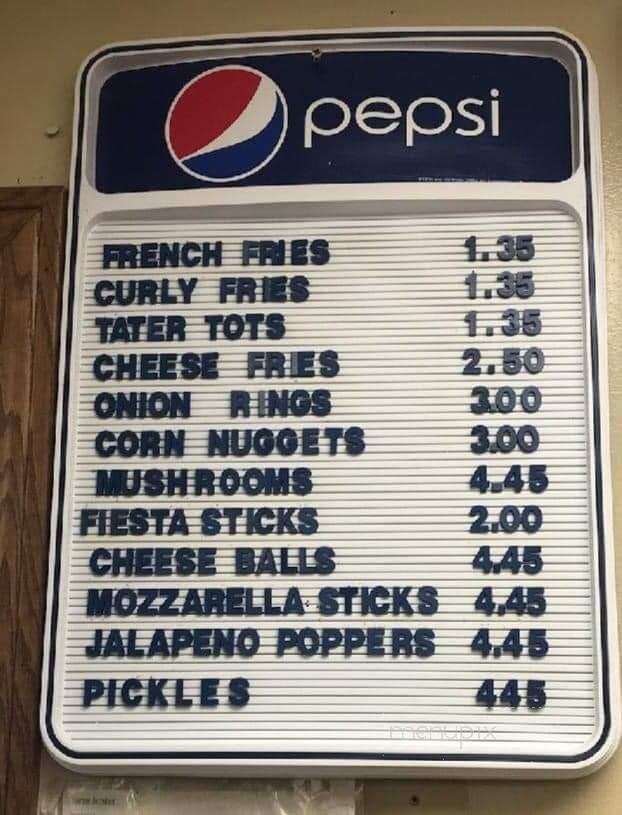 pepsi
FRENCH FRIES 1.35
CURLY FRIES 1.35
TATER TOTS 1.35
CHEESE FRIES 2.50
ONION RINGS 3.00
CORN NUGGETS 3.00
MUSHROOMS 4.45
FIESTA STICKS 2.00
CHEESE BALLS 4.45
MOZZARELLA STICKS 4.45
JALAPENO POPPERS 4.45
PICKLES 445
menupix